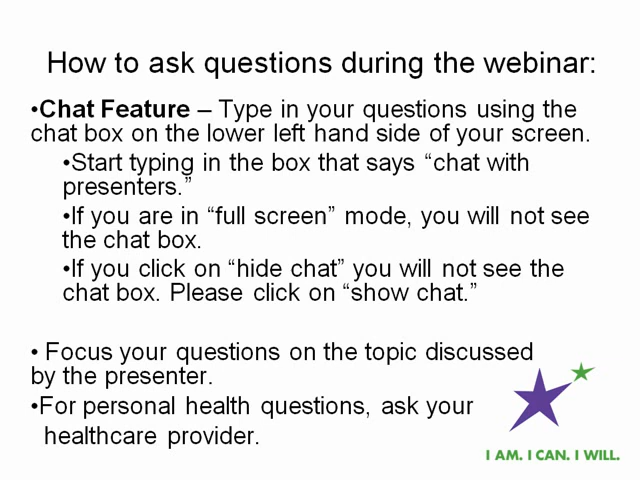 How to ask questions during the webinar:
•Chat Feature – Type in your questions using the
chat box on the lower left hand side of your screen.
•Start typing in the box that says “chat with
presenters.”
•If you are in “full screen” mode, you will not see
the chat box.
•If you click on “hide chat” you will not see the
chat box. Please click on “show chat.”
• Focus your questions on the topic discussed
by the presenter.
•For personal health questions, ask your
healthcare provider.
I AM. I CAN. I WILL.